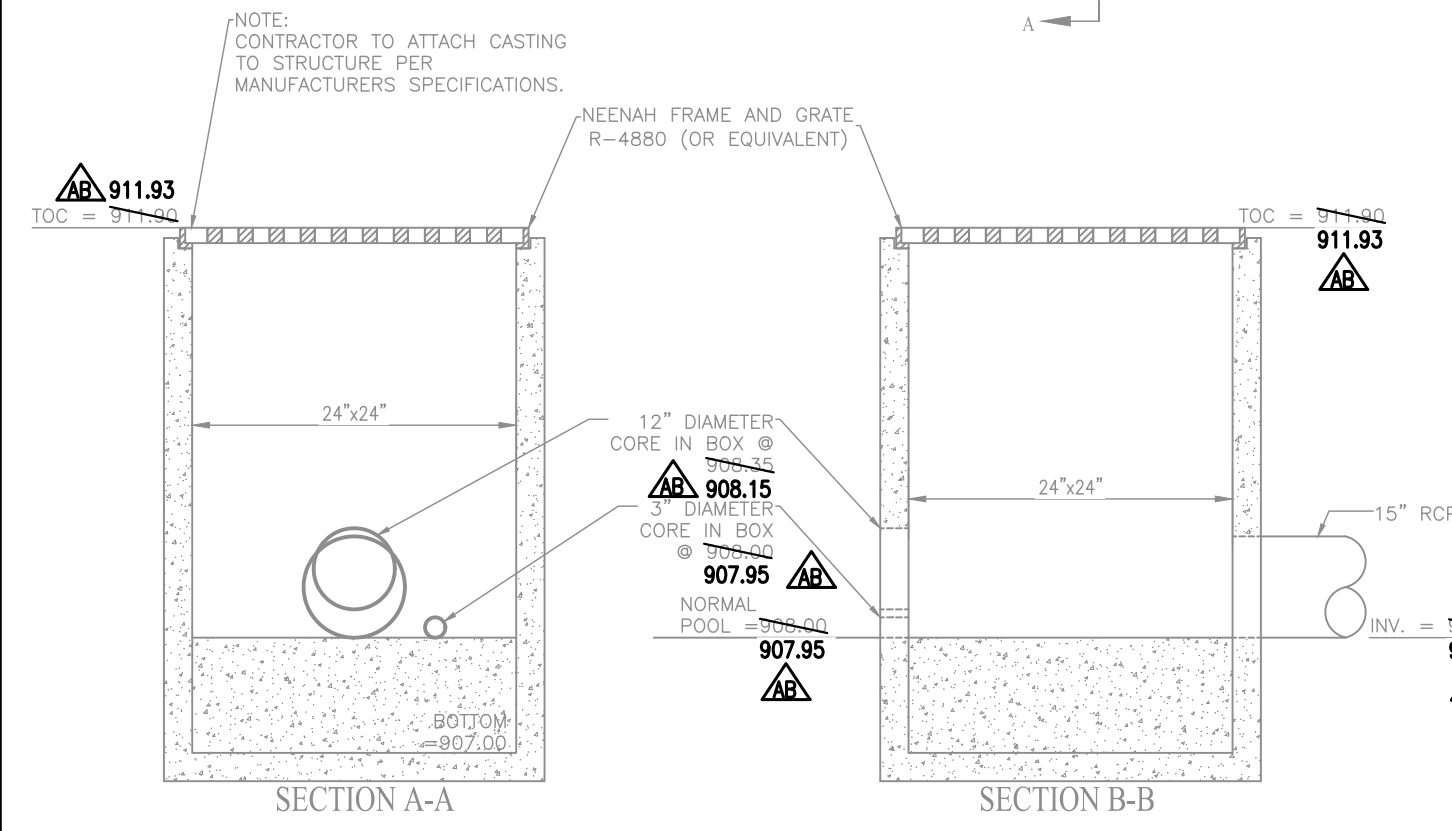 A
NOTE:
CONTRACTOR TO ATTACH CASTING
TO STRUCTURE PER
MANUFACTURERS SPECIFICATIONS.
NEENAH FRAME AND GRATE
R-4880 (OR EQUIVALENT)
AB 911.93
TOC = 911.90
TOC = 911.90
911.93
AB
24"x24"
12" DIAMETER
CORE IN BOX @
908.35
AB 908.15
3" DIAMETER
CORE IN BOX
@ 908.00
907.95 AB
NORMAL
POOL =908.00
907.95
AB
24"x24"
15" RCP
INV. = 9
BOTTOM
=907.00
SECTION A-A
SECTION B-B